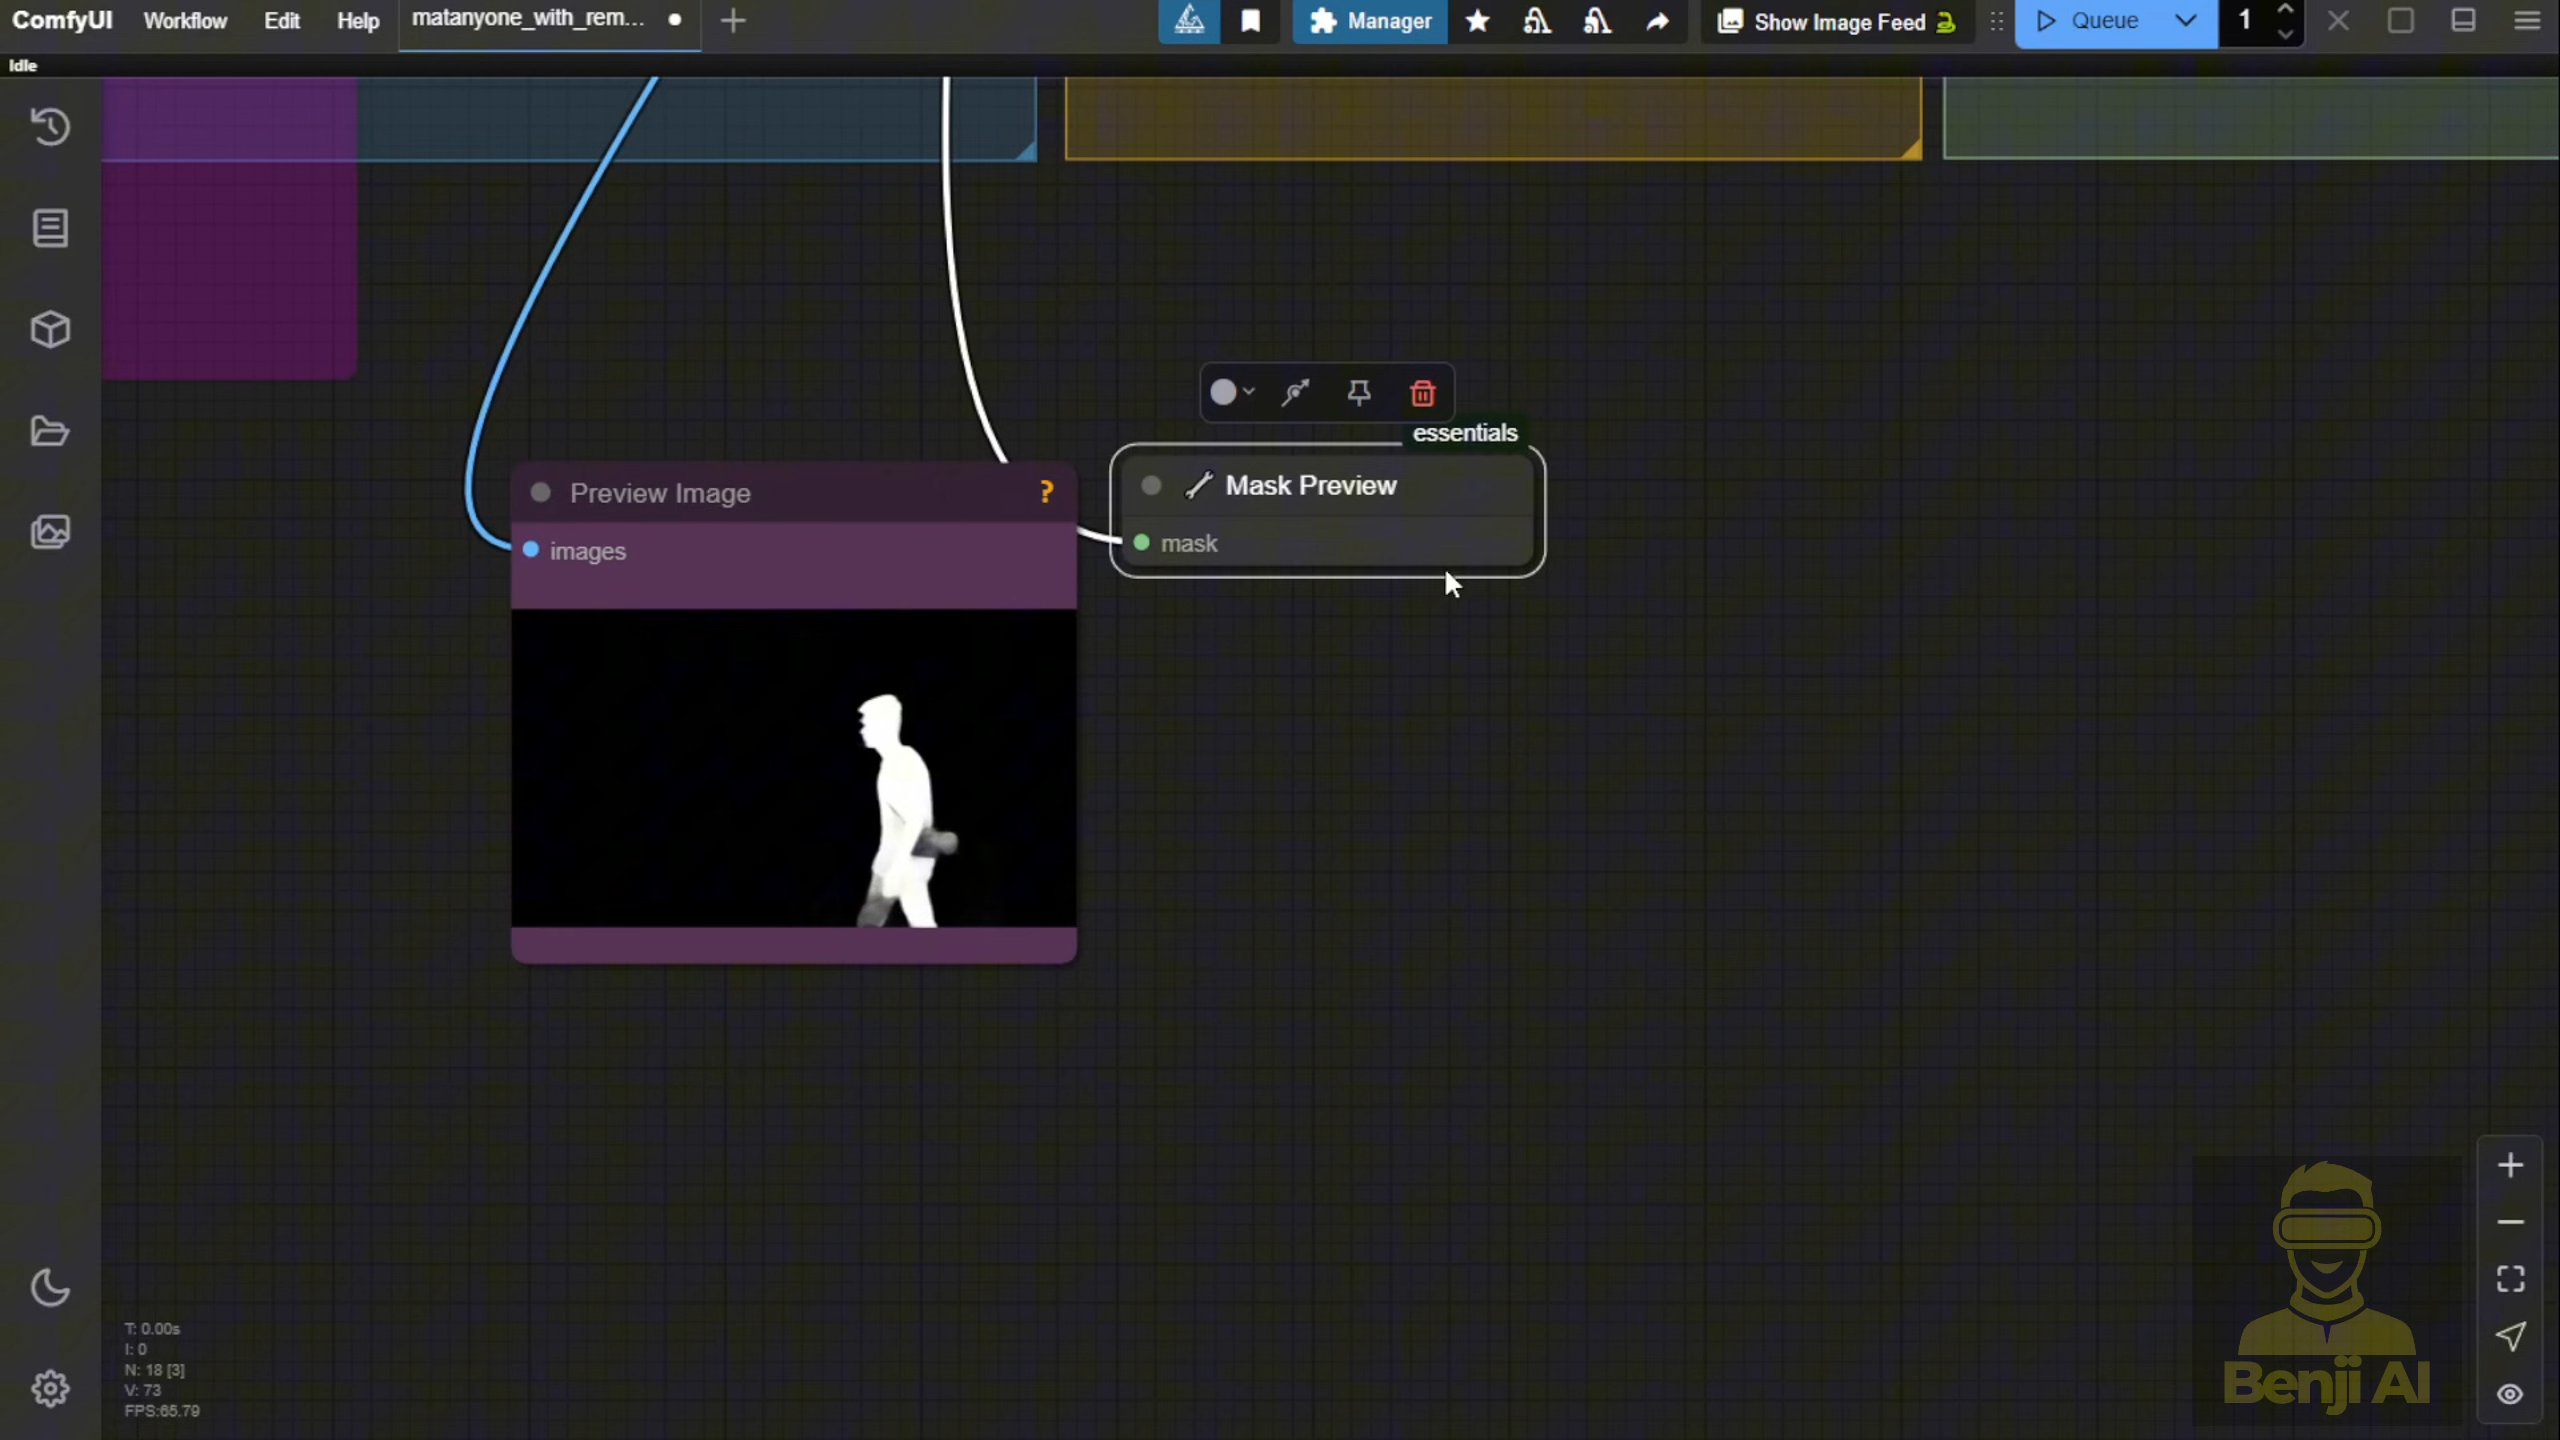 ComfyUI Workflow Edit Help matanyone_with_rem... Manager Show Image Feed Queue 1
Idle
essentials
Mask Preview
mask
Preview Image ?
images
T: 0.00s
I: 0
N: 18 [3]
V: 73
FPS:65.79
Benji AI